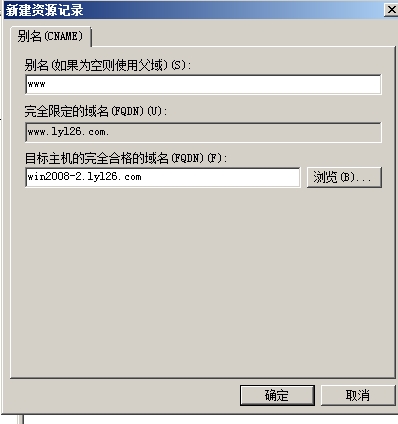 新建资源记录
别名(CNAME)
别名(如果为空则使用父域)(S):
www
完全限定的域名(FQDN)(U):
www.lyl26.com.
目标主机的完全合格的域名(FQDN)(F):
win2008-2.lyl26.com 浏览(B)...
确定 取消